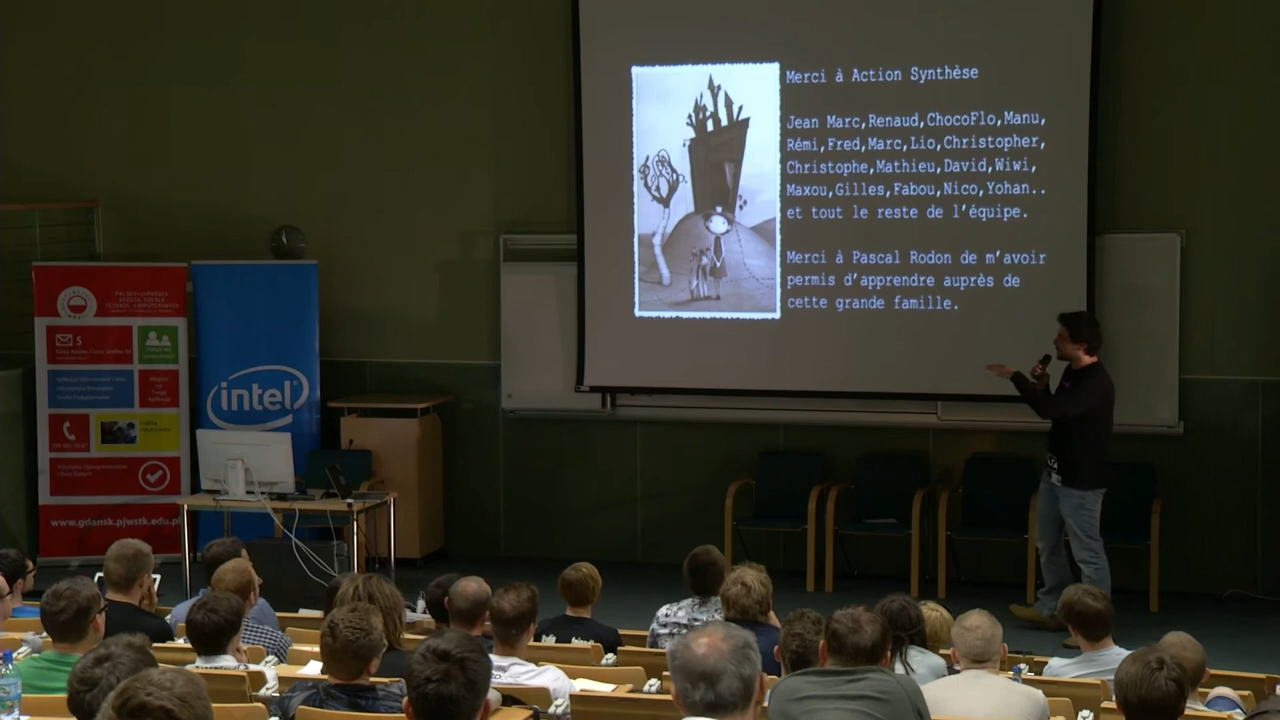 Merci à Action Synthèse
Jean Marc,Renaud,ChocoFlo,Manu,
Rémi,Fred,Marc,Lio,Christopher,
Christophe,Mathieu,David,Wiwi,
Maxou,Gilles,Fabou,Nico,Yohan..
et tout le reste de l'équipe.
Merci à Pascal Rodon de m'avoir
permis d'apprendre auprès de
cette grande famille.
5
intel
www.gdansk.pjwstk.edu.pl